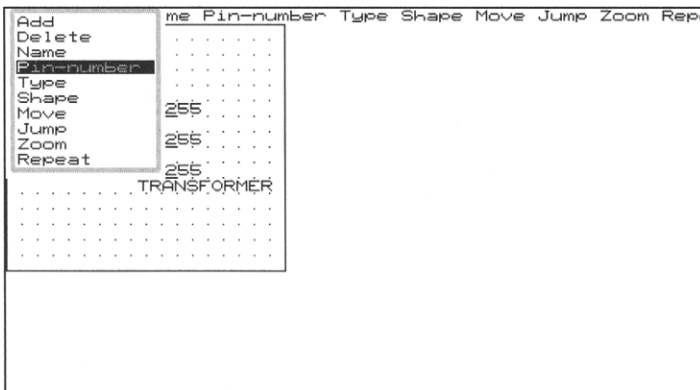 me Pin-number Type Shape Move Jump Zoom Rep
Add
Delete
Name
Pin-number
Type
Shape
Move
Jump
Zoom
Repeat
255
255
255
TRANSFORMER